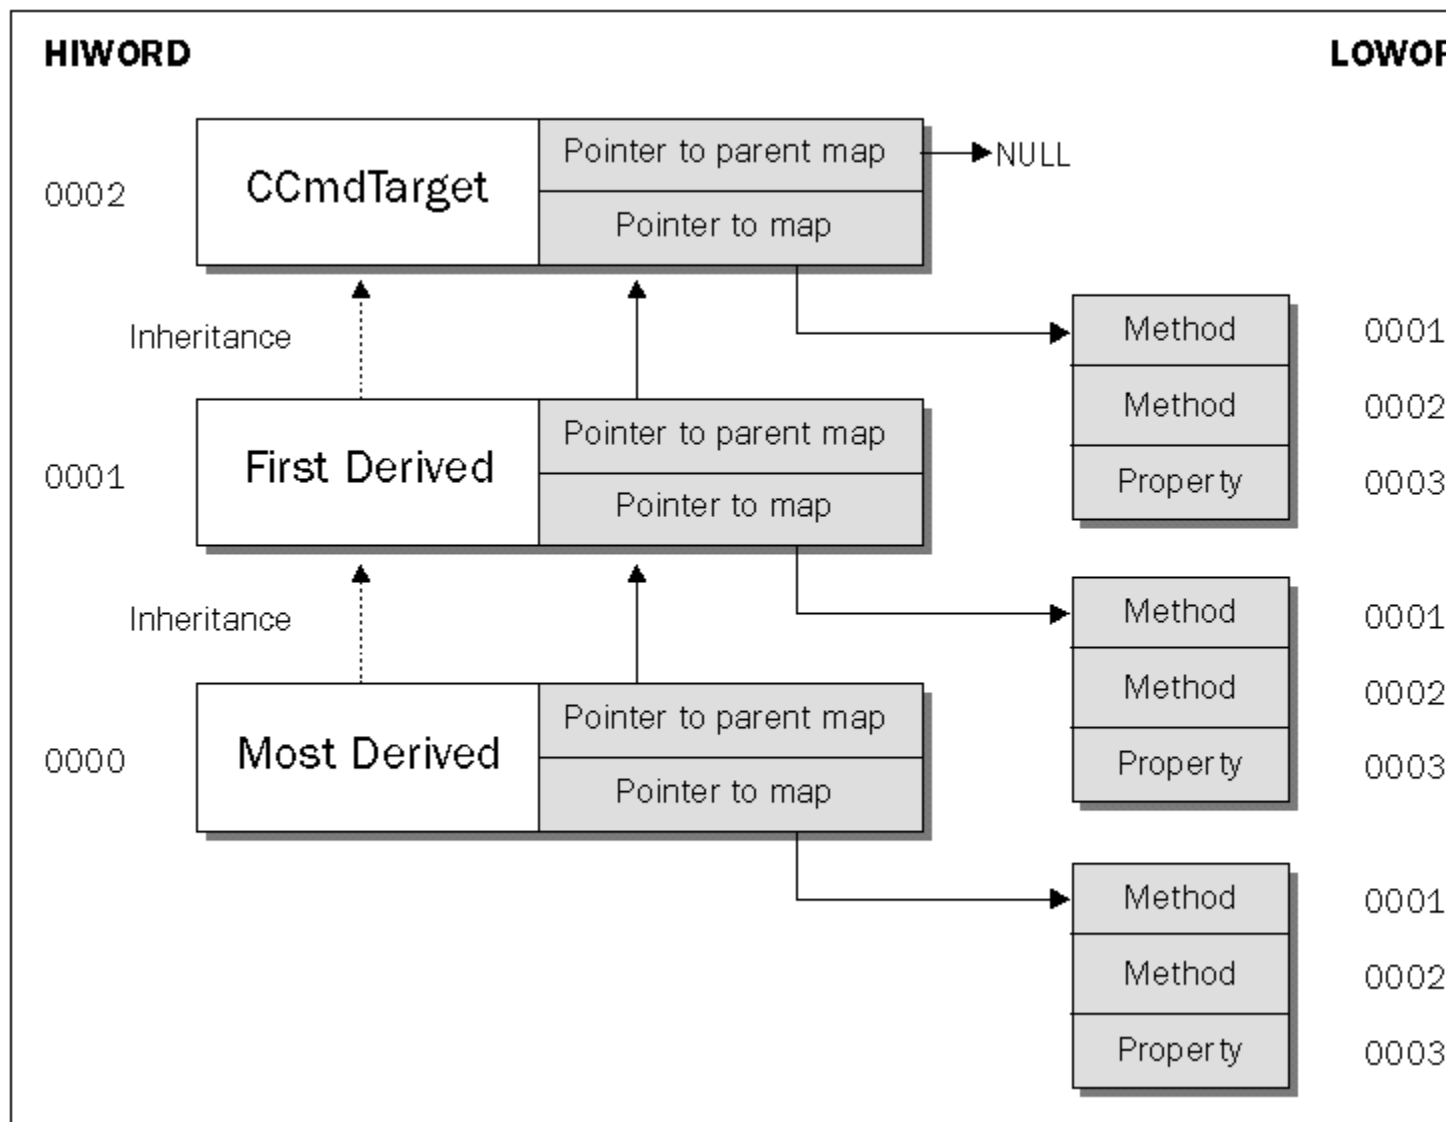 HIWORD LOWOR
Pointer to parent map
NULL
0002 CCmdTarget
Pointer to map
Inheritance
Method 0001
Method 0002
Property 0003
Pointer to parent map
0001 First Derived
Pointer to map
Inheritance
Method 0001
Method 0002
Property 0003
Pointer to parent map
0000 Most Derived
Pointer to map
Method 0001
Method 0002
Property 0003